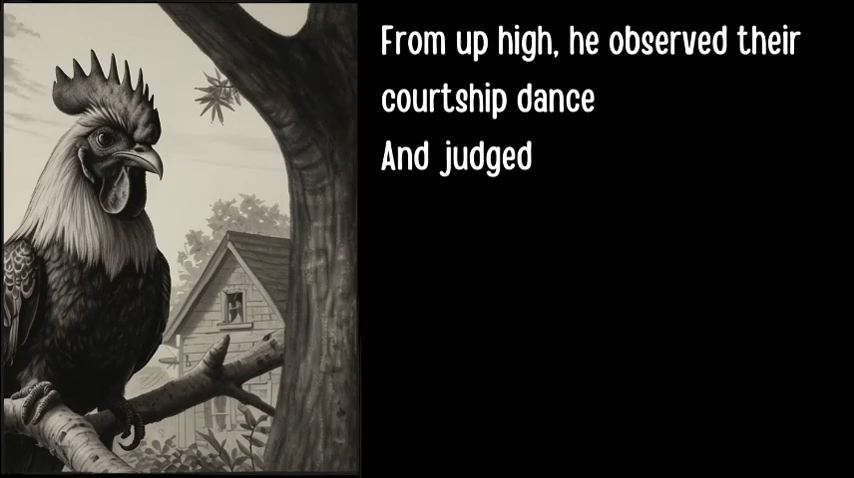 From up high, he observed their
courtship dance
And judged